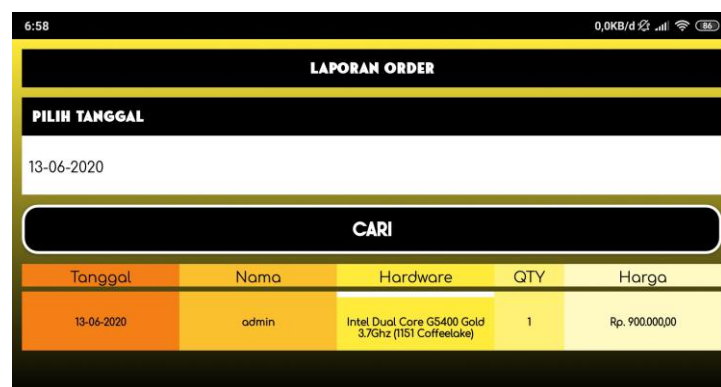 6:58 0,0KB/d 86
LAPORAN ORDER
PILIH TANGGAL
13-06-2020
CARI
Tanggal Nama Hardware QTY Harga
13-06-2020 admin Intel Dual Core G5400 Gold 1 Rp. 900.000,00
3.7Ghz (1151 Coffeelake)